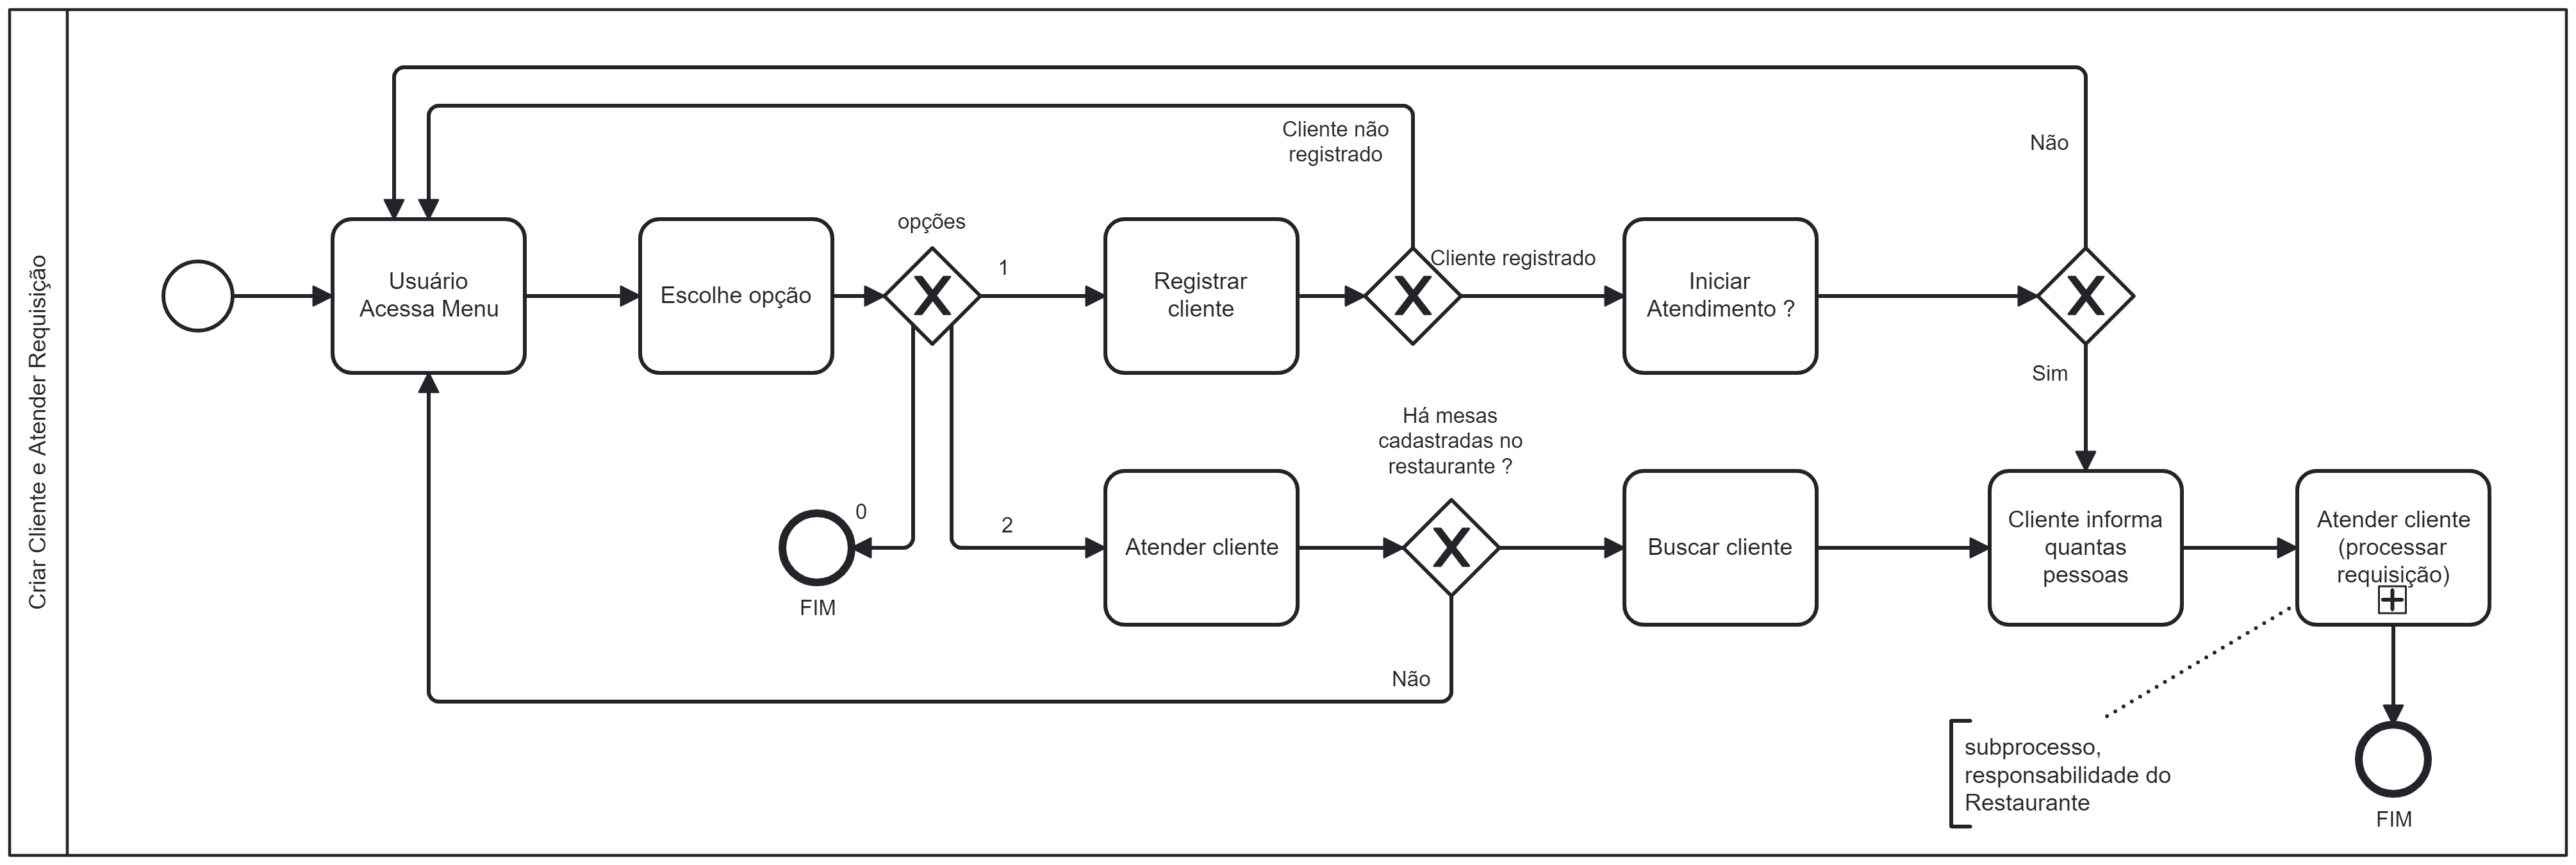 Criar Cliente e Atender Requisição
Cliente não
registrado
Não
opções
1
Cliente registrado
Usuário
Acessa Menu
Escolhe opção
X
Registrar
cliente
X
Iniciar
Atendimento ?
X
Sim
Há mesas
cadastradas no
restaurante ?
0
2
FIM
Atender cliente
X
Buscar cliente
Cliente informa
quantas
pessoas
Atender cliente
(processar
requisição)
Não
subprocesso,
responsabilidade do
Restaurante
FIM